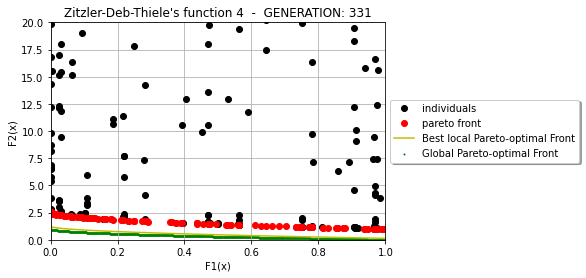 Zitzler-Deb-Thiele's function 4 - GENERATION: 331
20.0
17.5
15.0
12.5
10.0
7.5
5.0
2.5
0.0
F2(x)
0.0 0.2 0.4 0.6 0.8 1.0
F1(x)
individuals
pareto front
Best local Pareto-optimal Front
Global Pareto-optimal Front